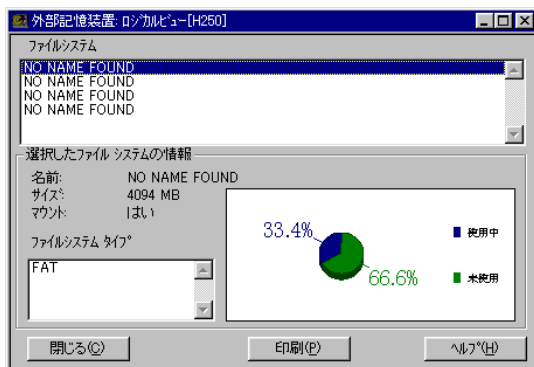 外部記憶装置: ﾛｼﾞｶﾙﾋﾞｭｰ[H250]
ﾌｧｲﾙｼｽﾃﾑ
NO NAME FOUND
NO NAME FOUND
NO NAME FOUND
NO NAME FOUND
選択したﾌｧｲﾙ ｼｽﾃﾑの情報
名前: NO NAME FOUND
ｻｲｽﾞ: 4094 MB
ﾏｳﾝﾄ: はい
ﾌｧｲﾙｼｽﾃﾑ ﾀｲﾌﾟ
FAT
33.4%
66.6%
使用中
未使用
閉じる(C)
印刷(P)
ﾍﾙﾌﾟ(H)